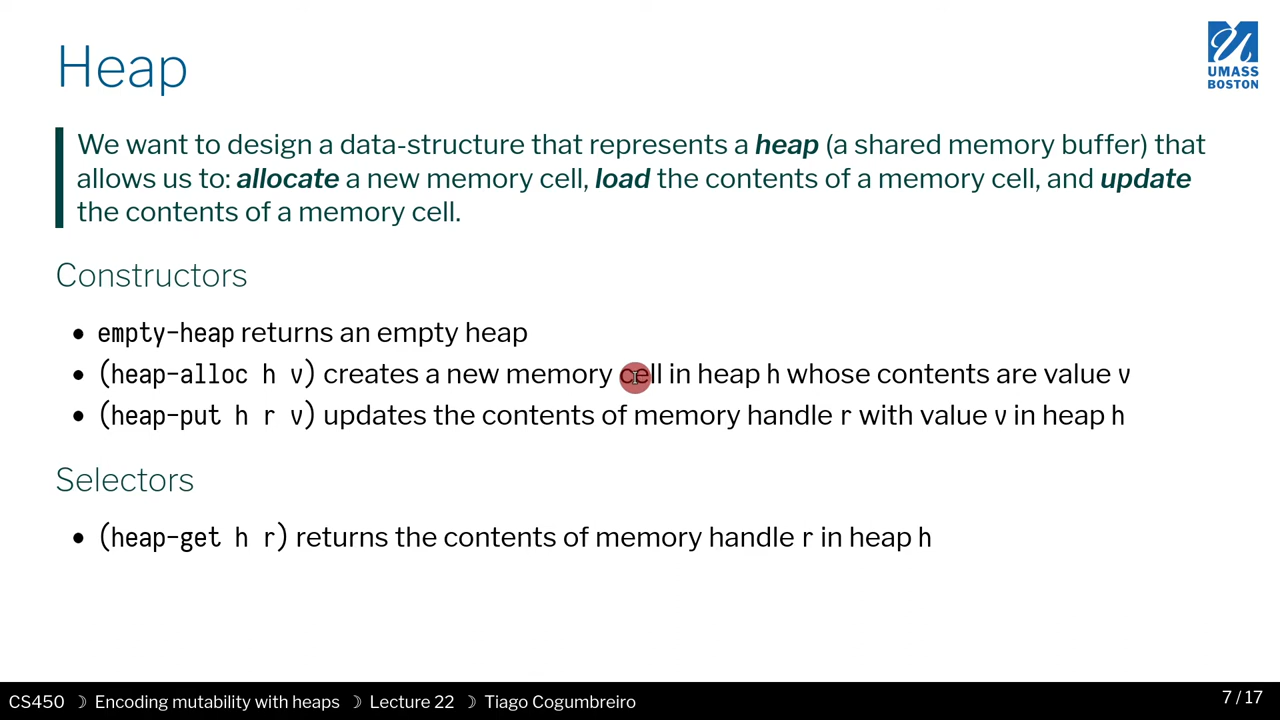 Heap
UMASS
BOSTON
We want to design a data-structure that represents a heap (a shared memory buffer) that
allows us to: allocate a new memory cell, load the contents of a memory cell, and update
the contents of a memory cell.
Constructors
• empty-heap returns an empty heap
• (heap-alloc h v) creates a new memory cell in heap h whose contents are value v
• (heap-put h r v) updates the contents of memory handle r with value v in heap h
Selectors
• (heap-get h r) returns the contents of memory handle r in heap h
CS450 ☽ Encoding mutability with heaps ☽ Lecture 22 ☽ Tiago Cogumbreiro
7 / 17